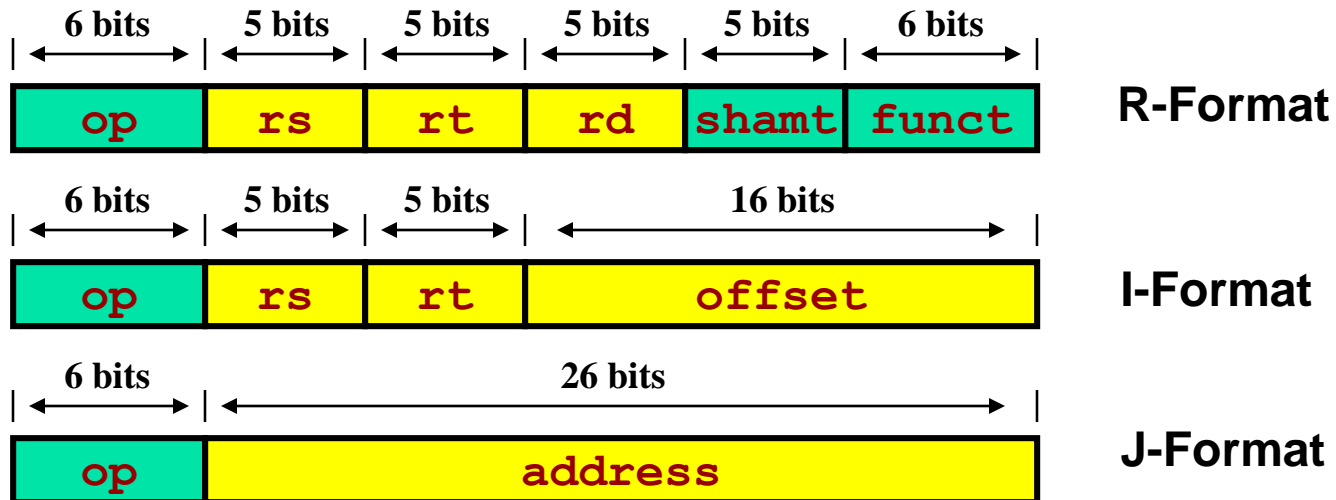 6 bits 5 bits 5 bits 5 bits 5 bits 6 bits
op rs rt rd shamt funct R-Format
6 bits 5 bits 5 bits 16 bits
op rs rt offset I-Format
6 bits 26 bits
op address J-Format